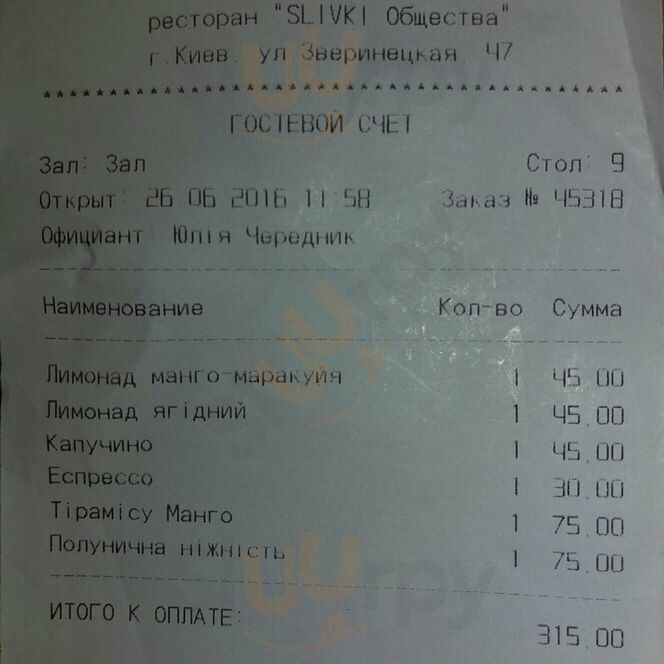 ресторан "SLIVKI Общества"
г.Киев, ул.Зверинецкая, 47
****************************************
ГОСТЕВОЙ СЧЕТ
Зал: Зал Стол: 9
Открыт: 26.06.2016 11:58 Заказ № 45318
Официант: Юлія Чередник
Наименование Кол-во Сумма
Лимонад манго-маракуйя 1 45.00
Лимонад ягідний 1 45.00
Капучино 1 45.00
Еспрессо 1 30.00
Тірамісу Манго 1 75.00
Полунична ніжність 1 75.00
ИТОГО К ОПЛАТЕ:
315.00